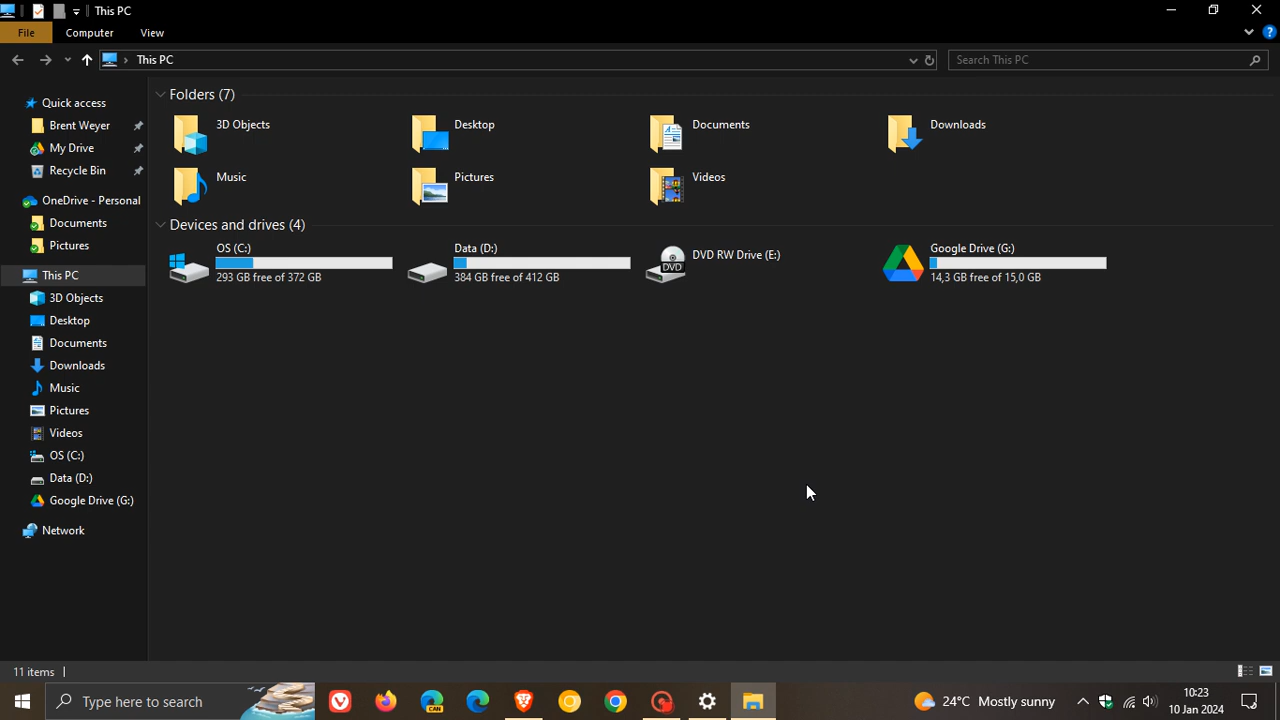 This PC
File Computer View
This PC
Search This PC
Quick access
Brent Weyer
My Drive
Recycle Bin
OneDrive - Personal
Documents
Pictures
This PC
3D Objects
Desktop
Documents
Downloads
Music
Pictures
Videos
OS (C:)
Data (D:)
Google Drive (G:)
Network
Folders (7)
3D Objects
Desktop
Documents
Downloads
Music
Pictures
Videos
Devices and drives (4)
OS (C:)
293 GB free of 372 GB
Data (D:)
384 GB free of 412 GB
DVD RW Drive (E:)
DVD
Google Drive (G:)
14,3 GB free of 15,0 GB
11 items
Type here to search
CAN
24°C Mostly sunny
10:23
10 Jan 2024